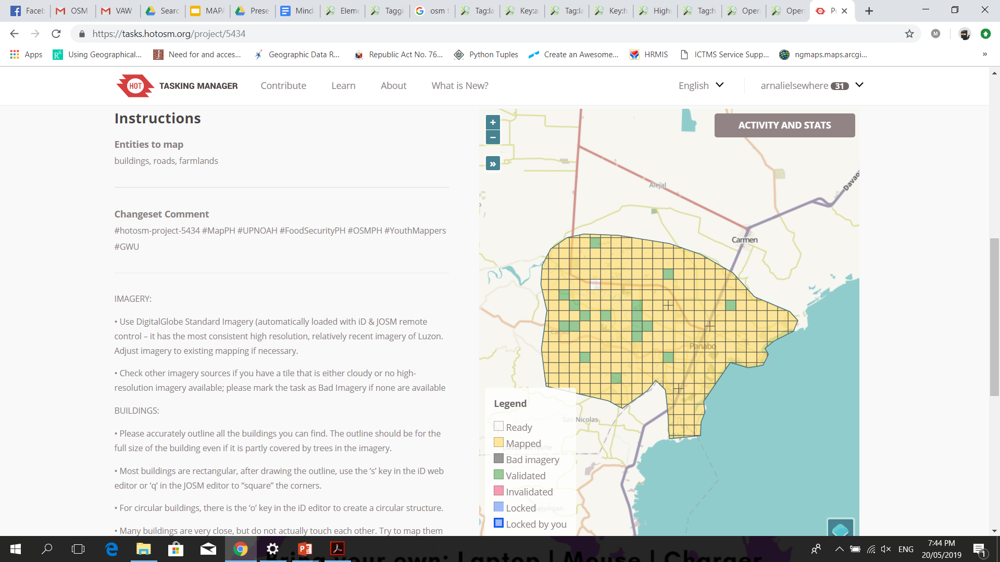 Faceb
OSM
VAW
Searc
MAPA
Prese
Mind
Eleme
Taggi
osm t
Tag:la
Key:a
Tag:la
Key:h
High
Tag:h
Open
Open
P
https://tasks.hotosm.org/project/5434
M
Apps
Using Geographical...
Need for and acces...
Geographic Data R...
Republic Act No. 76...
Python Tuples
Create an Awesome...
HRMIS
ICTMS Service Supp...
ngmaps.maps.arcgi...
»
HOT TASKING MANAGER
Contribute
Learn
About
What is New?
English
arnalielsewhere 31
Instructions
Entities to map
buildings, roads, farmlands
Changeset Comment
#hotosm-project-5434 #MapPH #UPNOAH #FoodSecurityPH #OSMPH #YouthMappers
#GWU
IMAGERY:
• Use DigitalGlobe Standard Imagery (automatically loaded with iD & JOSM remote
control – it has the most consistent high resolution, relatively recent imagery of Luzon.
Adjust imagery to existing mapping if necessary.
• Check other imagery sources if you have a tile that is either cloudy or no high-
resolution imagery available; please mark the task as Bad Imagery if none are available
BUILDINGS:
• Please accurately outline all the buildings you can find. The outline should be for the
full size of the building even if it is partly covered by trees in the imagery.
• Most buildings are rectangular, after drawing the outline, use the ‘s’ key in the iD web
editor or ‘q’ in the JOSM editor to “square” the corners.
• For circular buildings, there is the ‘o’ key in the iD editor to create a circular structure.
• Many buildings are very close, but do not actually touch each other. Try to map them
+
−
»
ACTIVITY AND STATS
Alejal
Davao
Carmen
Cacao
Panabo
San Nicolas
Legend
Ready
Mapped
Bad imagery
Validated
Invalidated
Locked
Locked by you
Bring your own: Laptop | Mouse | Charger
ENG
7:44 PM
20/05/2019
1